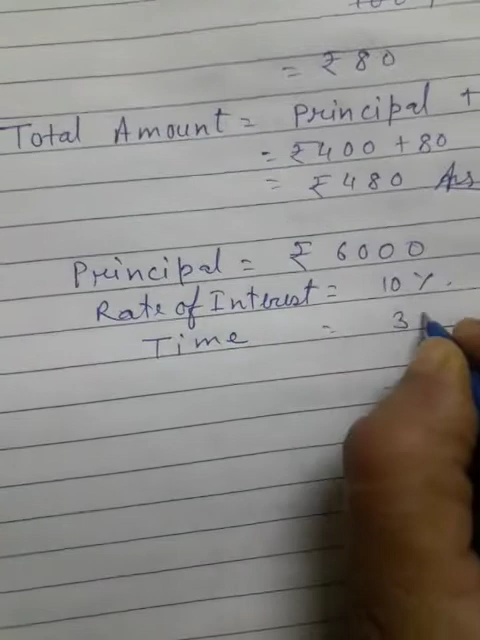 = ₹80
Total Amount = Principal +
= ₹400 + 80
= ₹480 Ans
Principal = ₹ 6000
Rate of Interest = 10%.
Time = 3